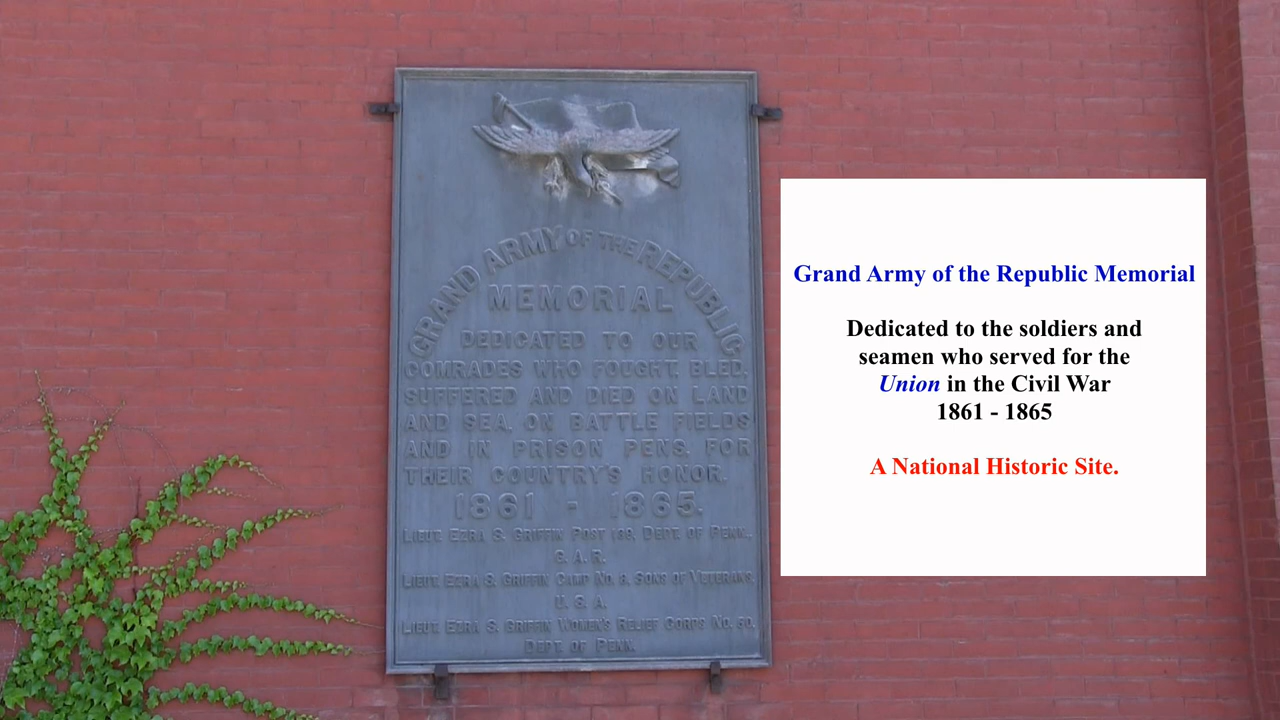 GRAND ARMY OF THE REPUBLIC
MEMORIAL
DEDICATED TO OUR
COMRADES WHO FOUGHT, BLED,
SUFFERED AND DIED ON LAND
AND SEA, ON BATTLE FIELDS
AND IN PRISON PENS, FOR
THEIR COUNTRY'S HONOR.
1861 - 1865.
LIEUT. EZRA S. GRIFFIN POST 139, DEPT. OF PENN.,
G. A. R.
LIEUT. EZRA S. GRIFFIN CAMP NO. 8, SONS OF VETERANS,
U. S. A.
LIEUT. EZRA S. GRIFFIN WOMEN'S RELIEF CORPS NO. 50,
DEPT. OF PENN.
Grand Army of the Republic Memorial
Dedicated to the soldiers and
seamen who served for the
Union in the Civil War
1861 - 1865
A National Historic Site.